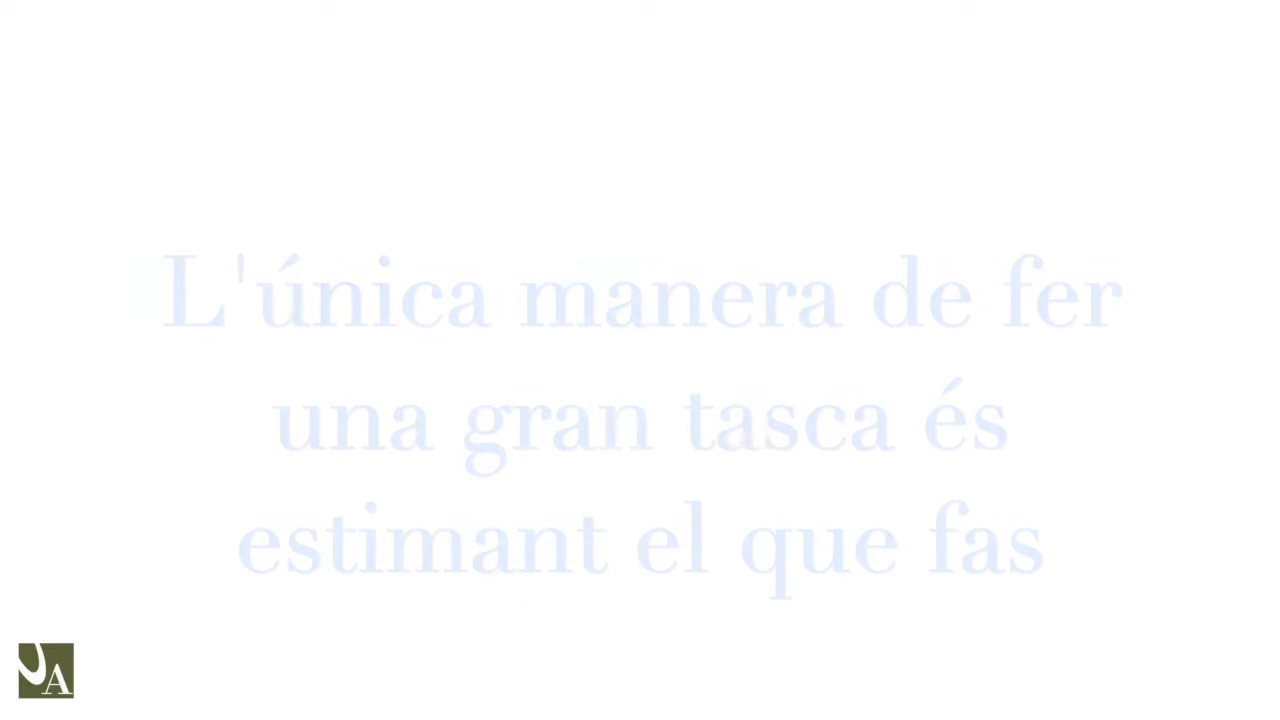 L'única manera de fer
una gran tasca és
estimant el que fas
A